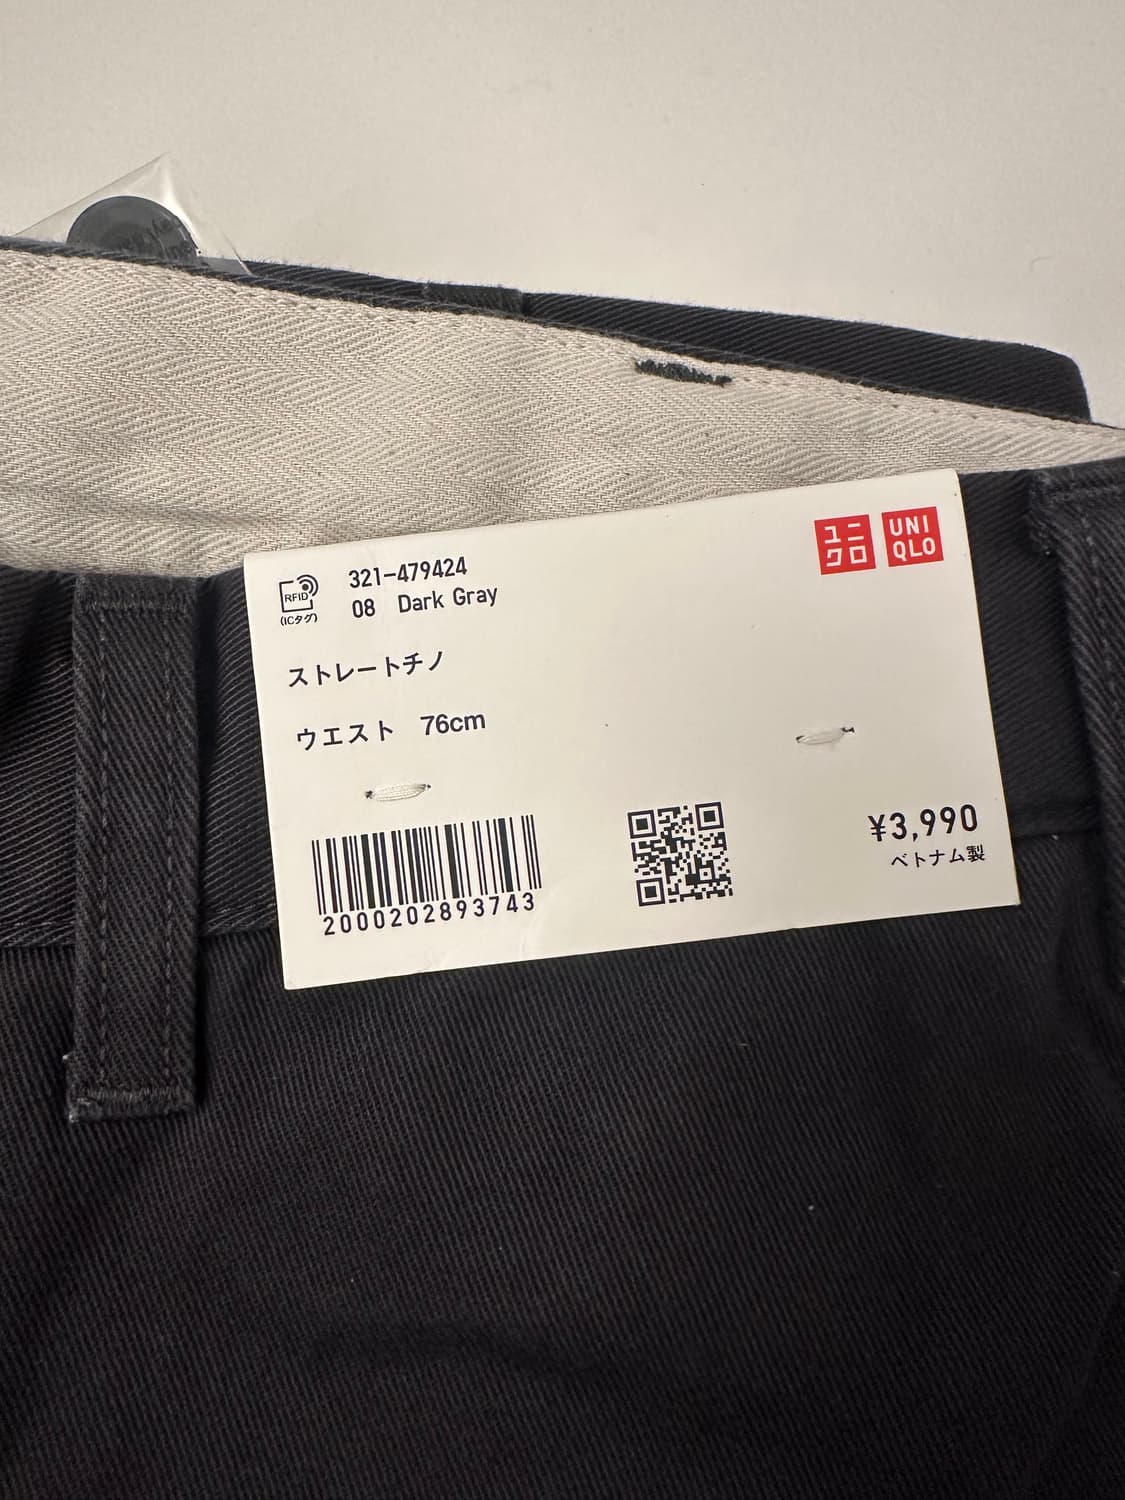 RFID
(ICタグ)
321-479424
08 Dark Gray
ユニ
クロ
UNI
QLO
ストレートチノ
ウエスト 76cm
2000202893743
¥3,990
ベトナム製